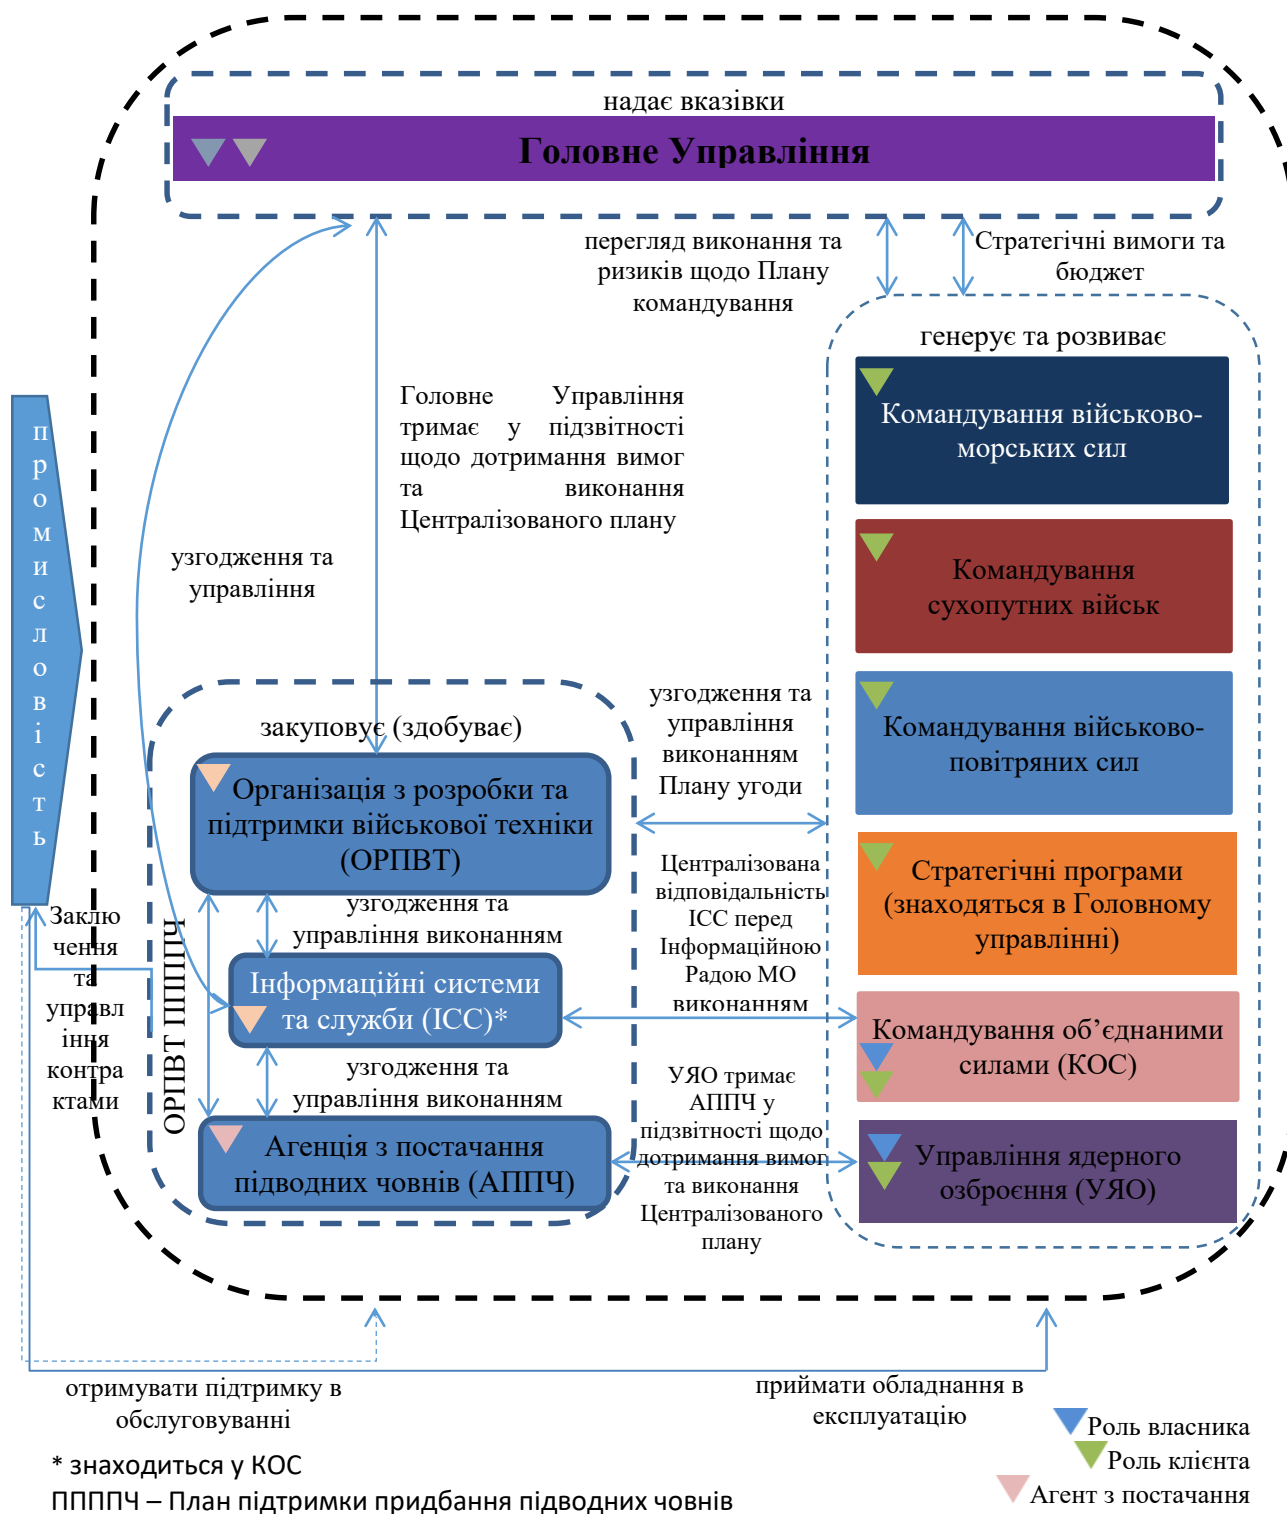 надає вказівки
Головне Управління
перегляд виконання та
ризиків щодо Плану
командування
Стратегічні вимоги та
бюджет
генерує та розвиває
Командування військово-
морських сил
Командування
сухопутних військ
Командування військово-
повітряних сил
Стратегічні програми
(знаходяться в Головному
управлінні)
Командування об’єднаними
силами (КОС)
Управління ядерного
озброєння (УЯО)
Головне Управління
тримає у підзвітності
щодо дотримання вимог
та виконання
Централізованого плану
узгодження та
управління
промисловість
закуповує (здобуває)
Організація з розробки та
підтримки військової техніки
(ОРПВТ)
узгодження та
управління виконанням
Інформаційні системи
та служби (ІСС)*
узгодження та
управління виконанням
Агенція з постачання
підводних човнів (АППЧ)
ОРПВТ ППППЧ
узгодження та
управління
виконанням
Плану угоди
Централізована
відповідальність
ІСС перед
Інформаційною
Радою МО
виконанням
УЯО тримає
АППЧ у
підзвітності щодо
дотримання вимог
та виконання
Централізованого
плану
Заклю
чення
та
управл
іння
контра
ктами
отримувати підтримку в
обслуговуванні
приймати обладнання в
експлуатацію
Роль власника
Роль клієнта
Агент з постачання
* знаходиться у КОС
ППППЧ – План підтримки придбання підводних човнів